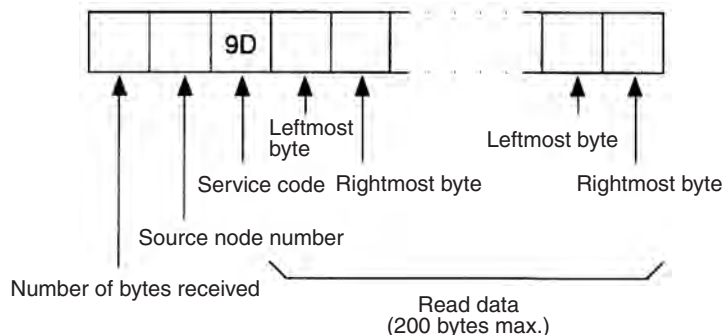 9D
Leftmost
byte
Leftmost byte
Service code
Rightmost byte
Rightmost byte
Source node number
Number of bytes received
Read data
(200 bytes max.)